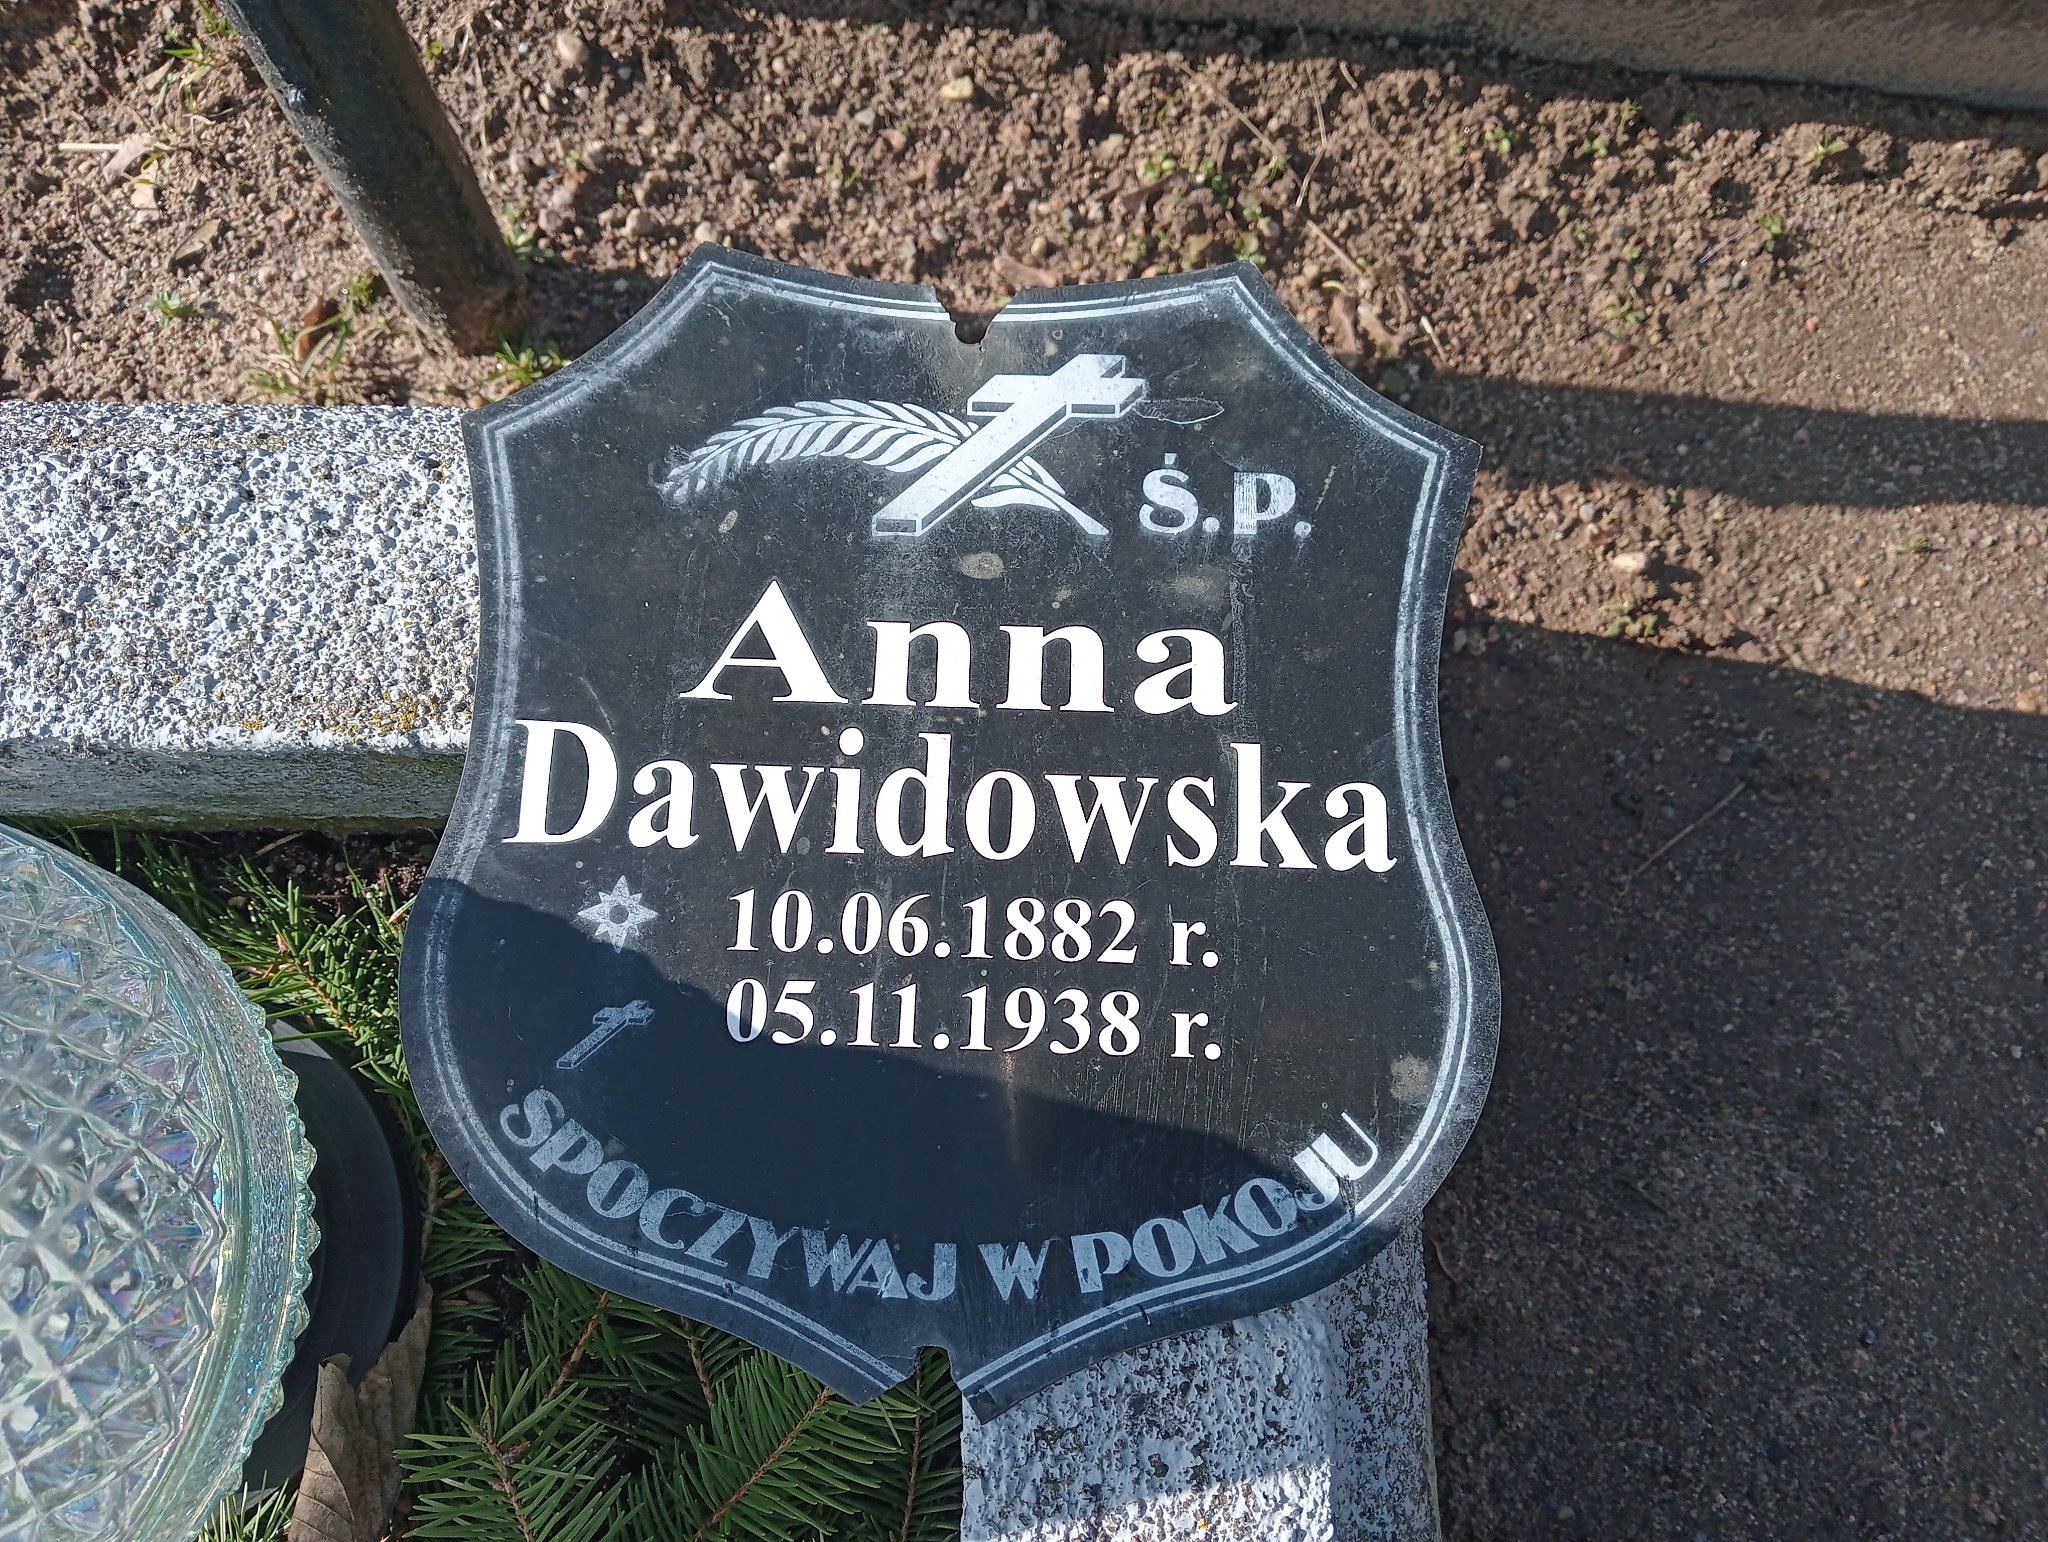 Ś.P.
Anna
Dawidowska
10.06.1882 r.
05.11.1938 r.
SPOCZYWAJ W POKOJU